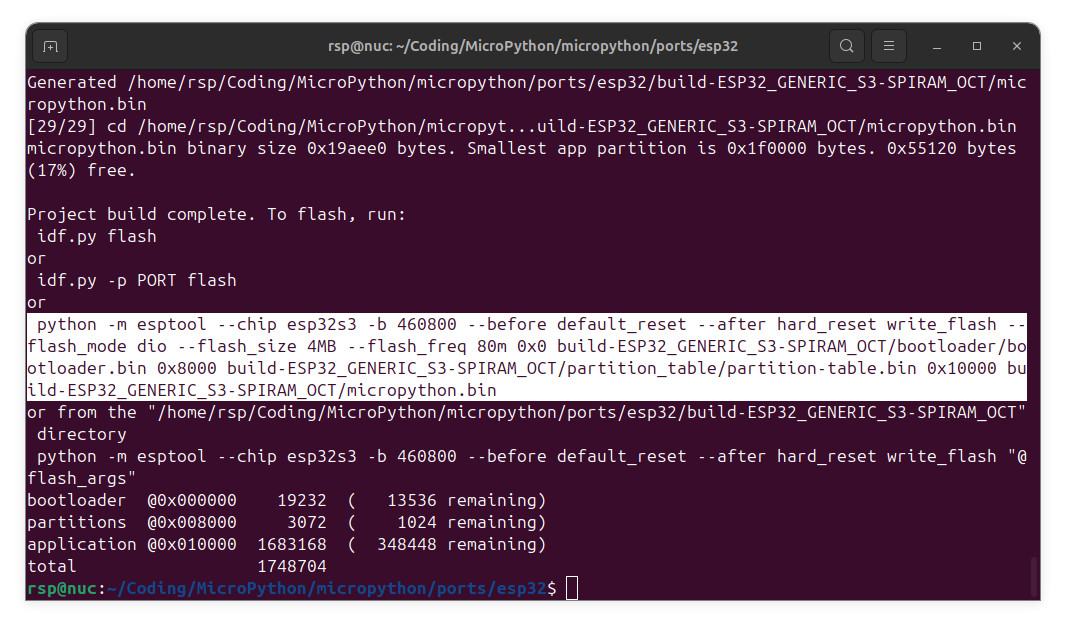 rsp@nuc: ~/Coding/MicroPython/micropython/ports/esp32
Generated /home/rsp/Coding/MicroPython/micropython/ports/esp32/build-ESP32_GENERIC_S3-SPIRAM_OCT/mic
ropython.bin
[29/29] cd /home/rsp/Coding/MicroPython/micropyt...uild-ESP32_GENERIC_S3-SPIRAM_OCT/micropython.bin
micropython.bin binary size 0x19aee0 bytes. Smallest app partition is 0x1f0000 bytes. 0x55120 bytes
(17%) free.
Project build complete. To flash, run:
idf.py flash
or
idf.py -p PORT flash
or
python -m esptool --chip esp32s3 -b 460800 --before default_reset --after hard_reset write_flash --
flash_mode dio --flash_size 4MB --flash_freq 80m 0x0 build-ESP32_GENERIC_S3-SPIRAM_OCT/bootloader/bo
otloader.bin 0x8000 build-ESP32_GENERIC_S3-SPIRAM_OCT/partition_table/partition-table.bin 0x10000 bu
ild-ESP32_GENERIC_S3-SPIRAM_OCT/micropython.bin
or from the "/home/rsp/Coding/MicroPython/micropython/ports/esp32/build-ESP32_GENERIC_S3-SPIRAM_OCT"
directory
python -m esptool --chip esp32s3 -b 460800 --before default_reset --after hard_reset write_flash "@
flash_args"
bootloader  @0x000000    19232  (   13536 remaining)
partitions  @0x008000     3072  (    1024 remaining)
application @0x010000  1683168  (  348448 remaining)
total                  1748704
rsp@nuc:~/Coding/MicroPython/micropython/ports/esp32$